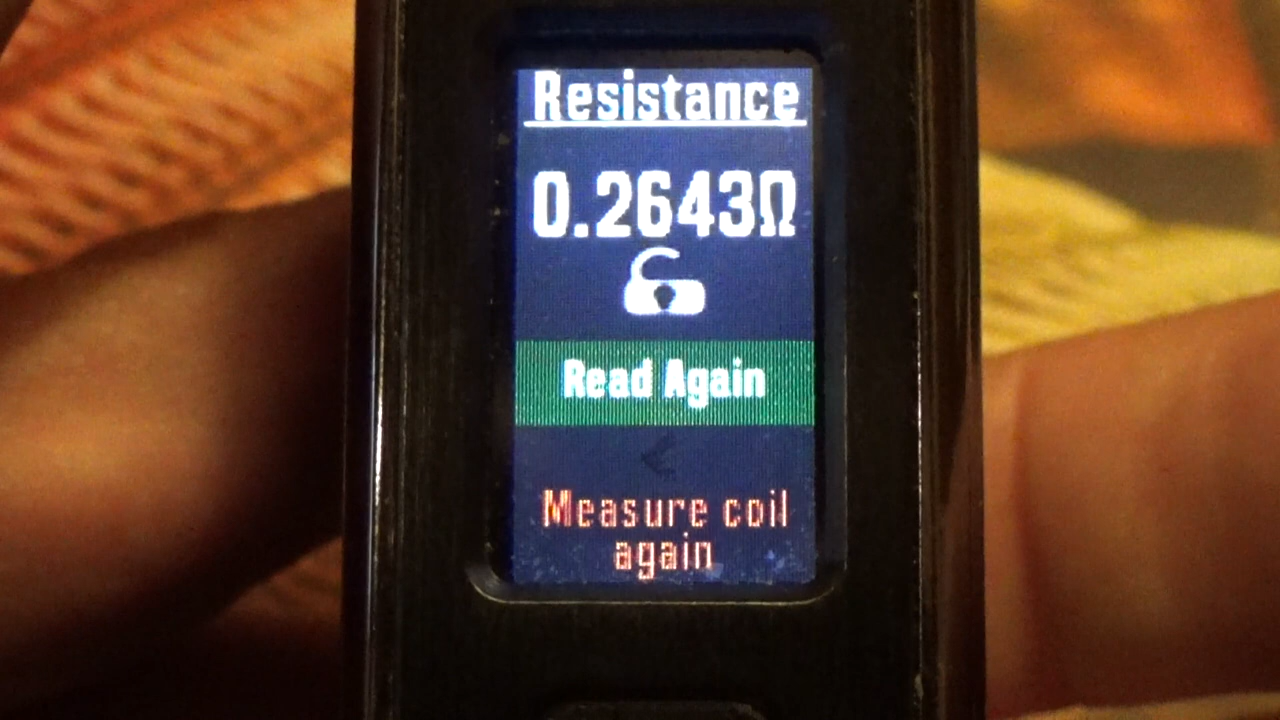 Resistance
0.2643Ω
Read Again
Measure coil
again